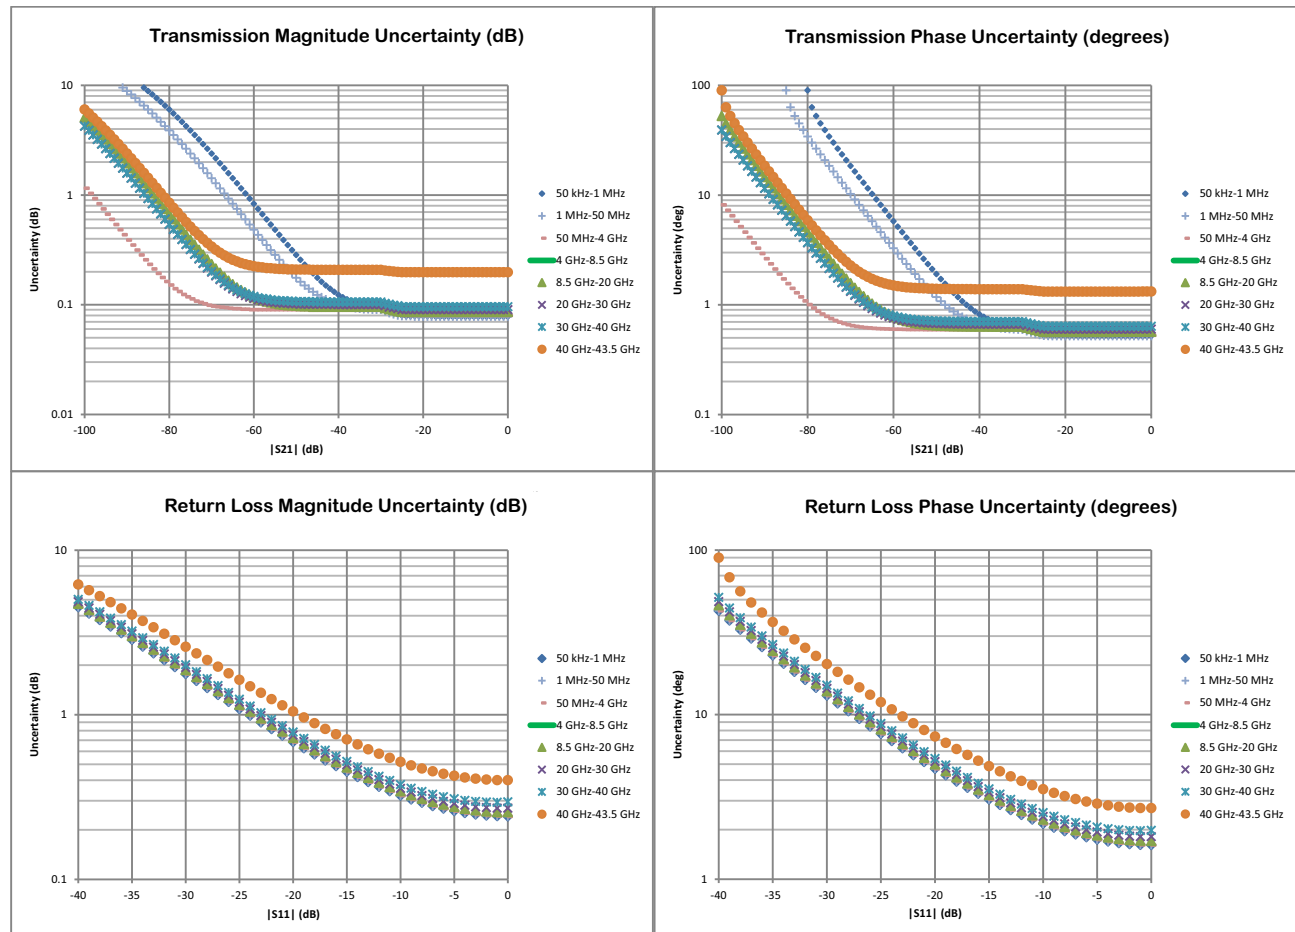 Transmission Magnitude Uncertainty (dB)
Uncertainty (dB)
10
1
0.1
0.01
-100
-80
-60
-40
-20
0
|S21| (dB)
50 kHz-1 MHz
1 MHz-50 MHz
50 MHz-4 GHz
4 GHz-8.5 GHz
8.5 GHz-20 GHz
20 GHz-30 GHz
30 GHz-40 GHz
40 GHz-43.5 GHz
Transmission Phase Uncertainty (degrees)
Uncertainty (deg)
100
10
1
0.1
-100
-80
-60
-40
-20
0
|S21| (dB)
50 kHz-1 MHz
1 MHz-50 MHz
50 MHz-4 GHz
4 GHz-8.5 GHz
8.5 GHz-20 GHz
20 GHz-30 GHz
30 GHz-40 GHz
40 GHz-43.5 GHz
Return Loss Magnitude Uncertainty (dB)
Uncertainty (dB)
10
1
0.1
-40
-35
-30
-25
-20
-15
-10
-5
0
|S11| (dB)
50 kHz-1 MHz
1 MHz-50 MHz
50 MHz-4 GHz
4 GHz-8.5 GHz
8.5 GHz-20 GHz
20 GHz-30 GHz
30 GHz-40 GHz
40 GHz-43.5 GHz
Return Loss Phase Uncertainty (degrees)
Uncertainty (deg)
100
10
1
-40
-35
-30
-25
-20
-15
-10
-5
0
|S11| (dB)
50 kHz-1 MHz
1 MHz-50 MHz
50 MHz-4 GHz
4 GHz-8.5 GHz
8.5 GHz-20 GHz
20 GHz-30 GHz
30 GHz-40 GHz
40 GHz-43.5 GHz